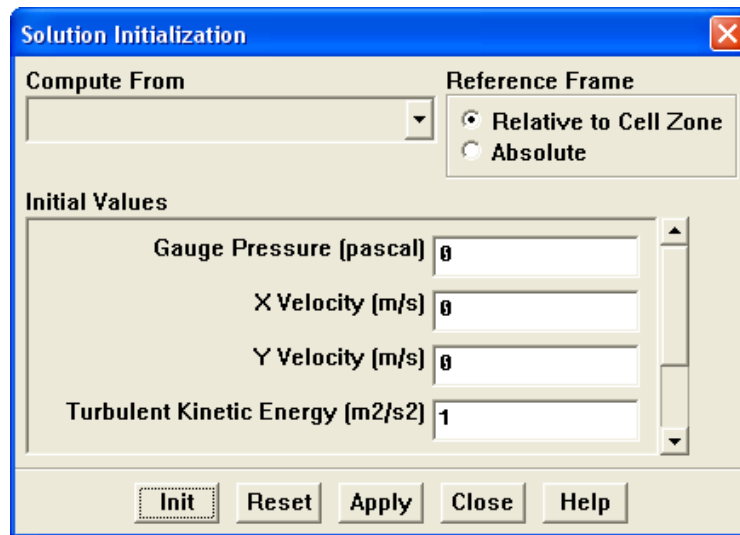 Solution Initialization
Compute From
Reference Frame
Relative to Cell Zone
Absolute
Initial Values
Gauge Pressure (pascal) 0
X Velocity (m/s) 0
Y Velocity (m/s) 0
Turbulent Kinetic Energy (m2/s2) 1
Init Reset Apply Close Help